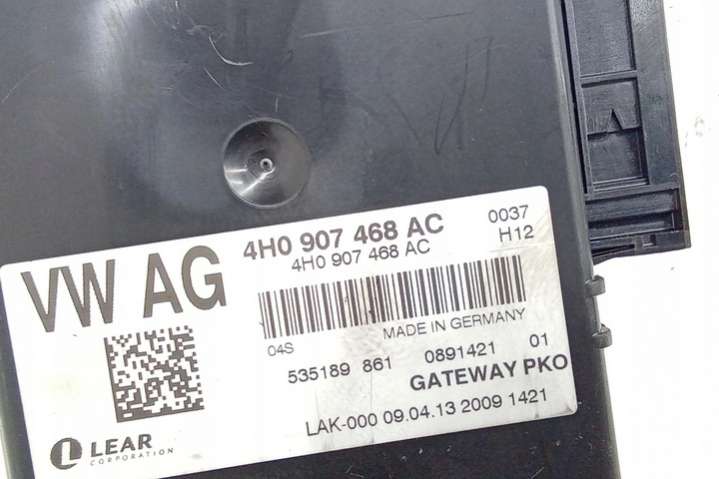 VW AG
4H0 907 468 AC
4H0 907 468 AC
0037
H12
04S
MADE IN GERMANY
535189 861 0891421 01
GATEWAY PKO
LAK-000 09.04.13 2009 1421
LEAR
CORPORATION